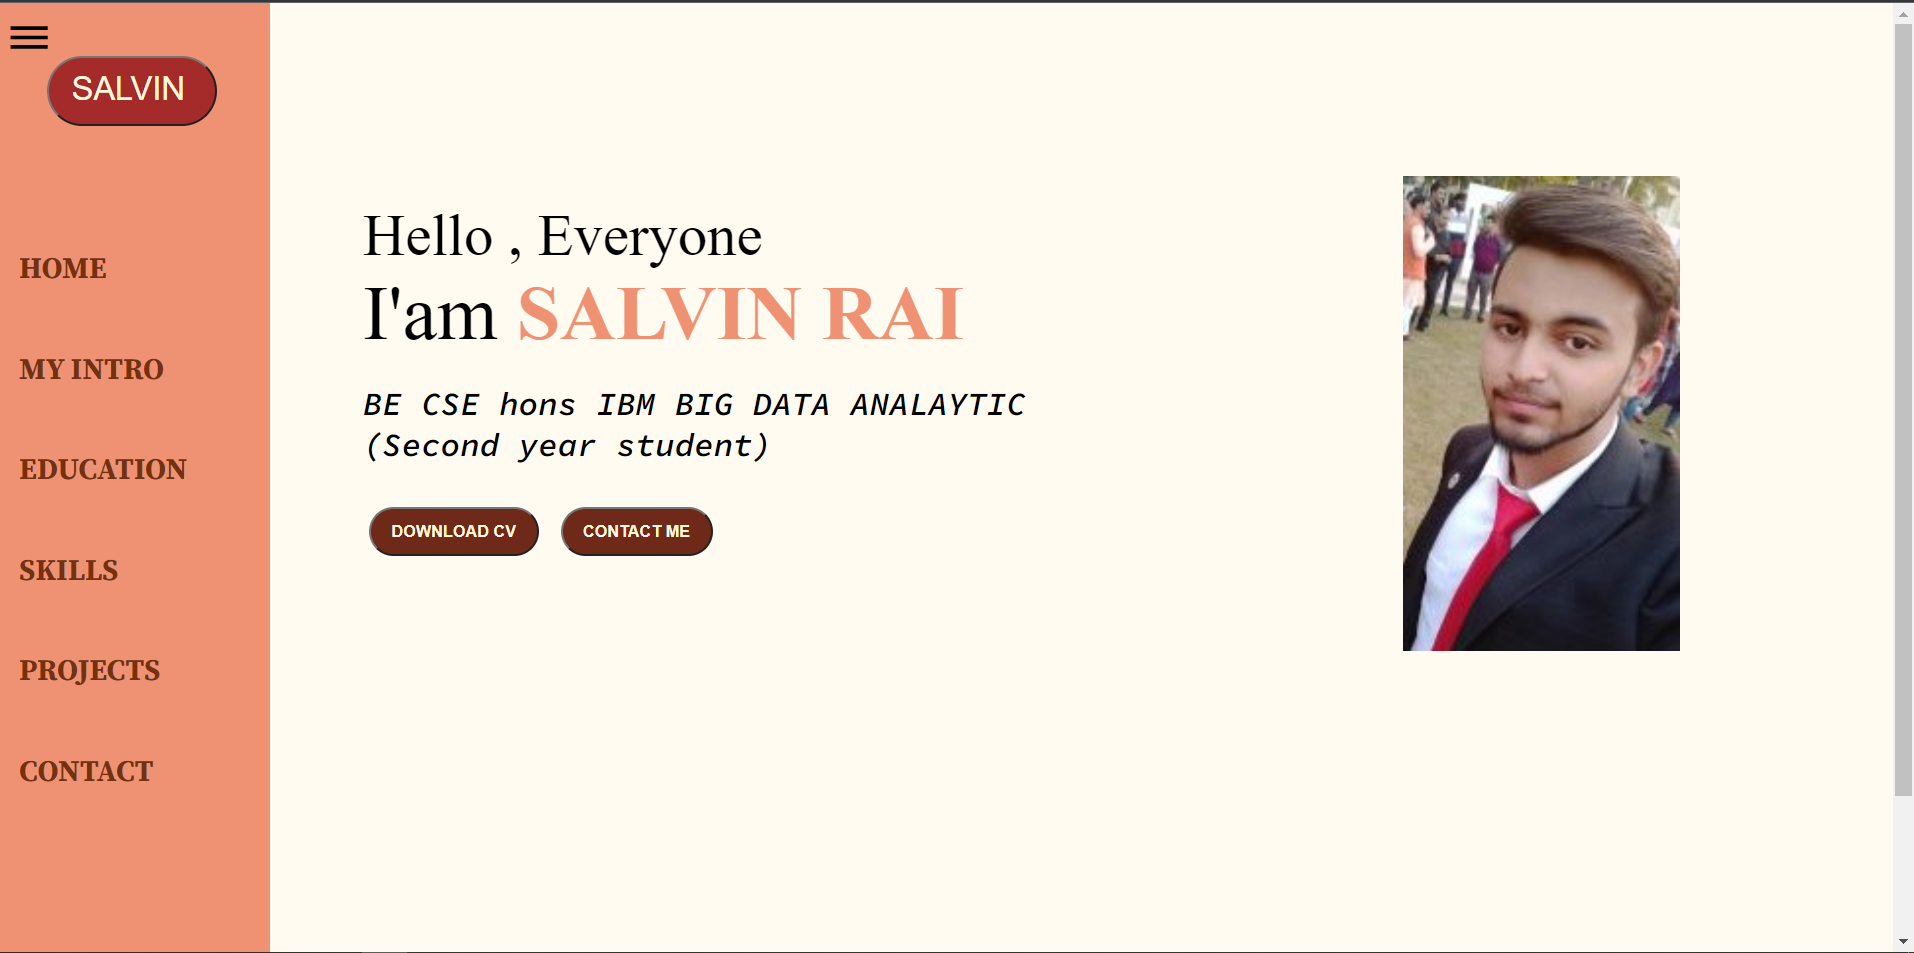 SALVIN
HOME
MY INTRO
EDUCATION
SKILLS
PROJECTS
CONTACT
Hello , Everyone
I'am SALVIN RAI
BE CSE hons IBM BIG DATA ANALAYTIC
(Second year student)
DOWNLOAD CV
CONTACT ME